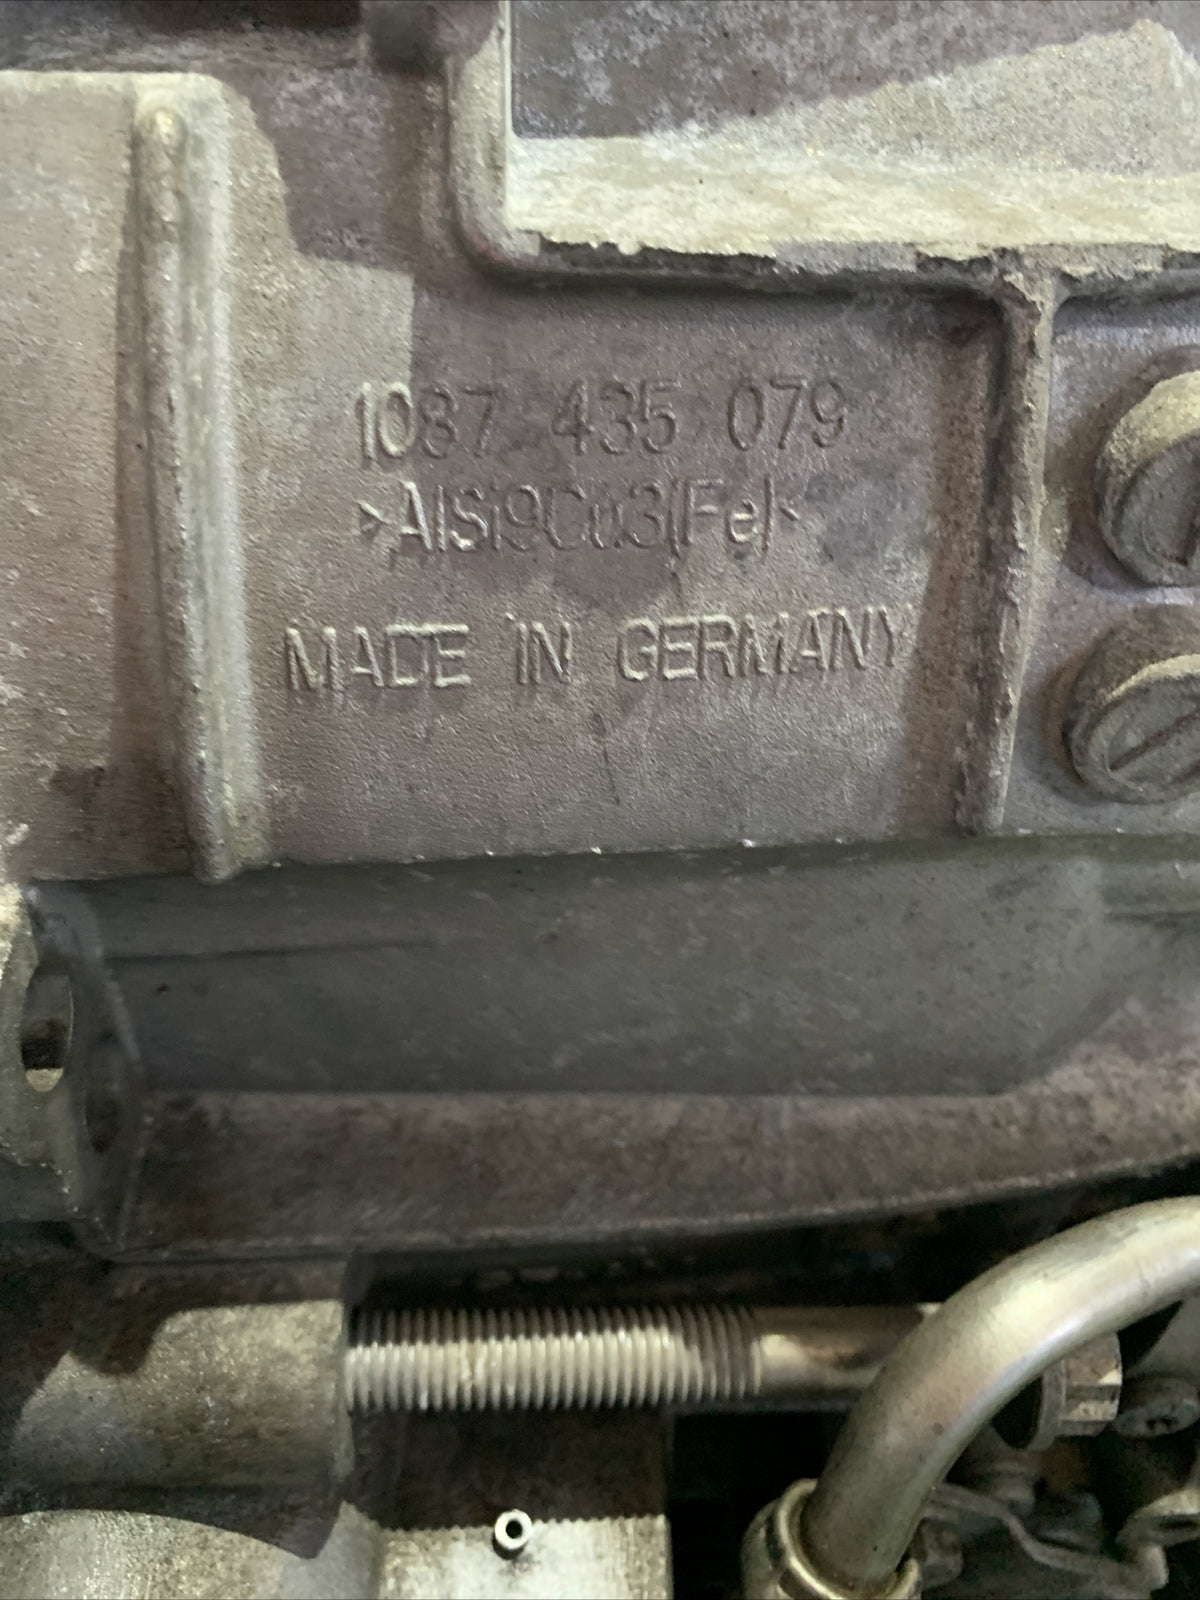 1087 435 079
>AlSi9Cu3(Fe)<
MADE IN GERMANY